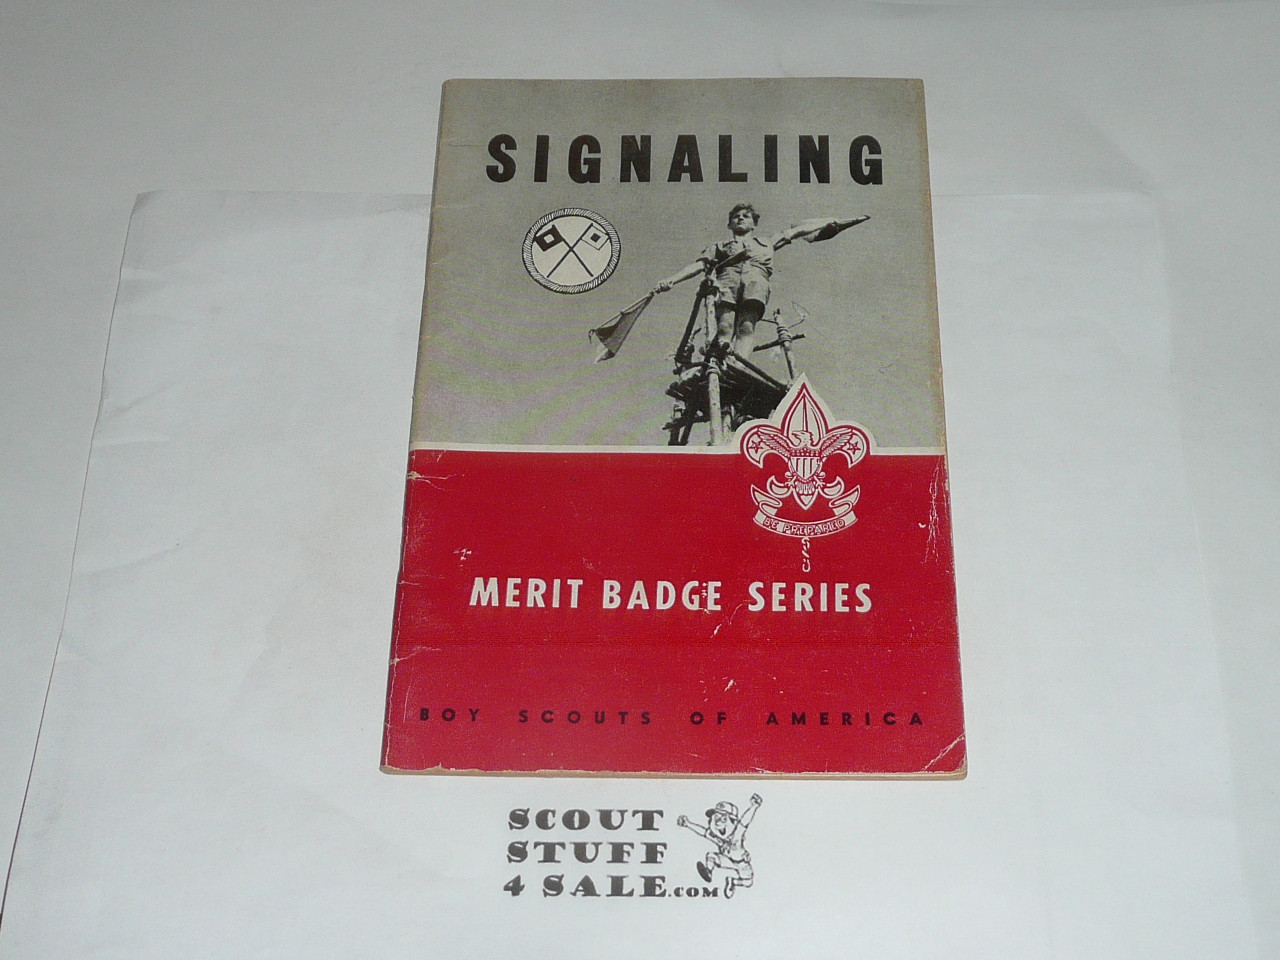 SIGNALING
BE PREPARED
MERIT BADGE SERIES
BOY SCOUTS OF AMERICA
SCOUT
STUFF
4 SALE.COM